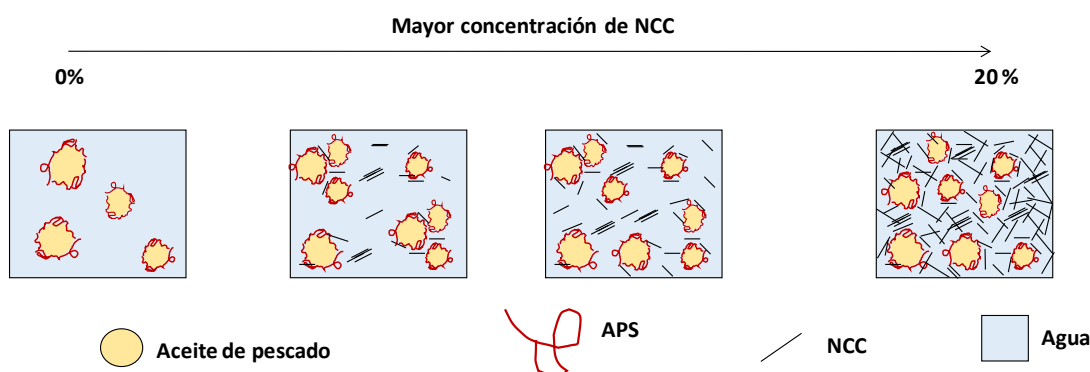 Mayor concentración de NCC
0%
20 %
Aceite de pescado
APS
NCC
Agua